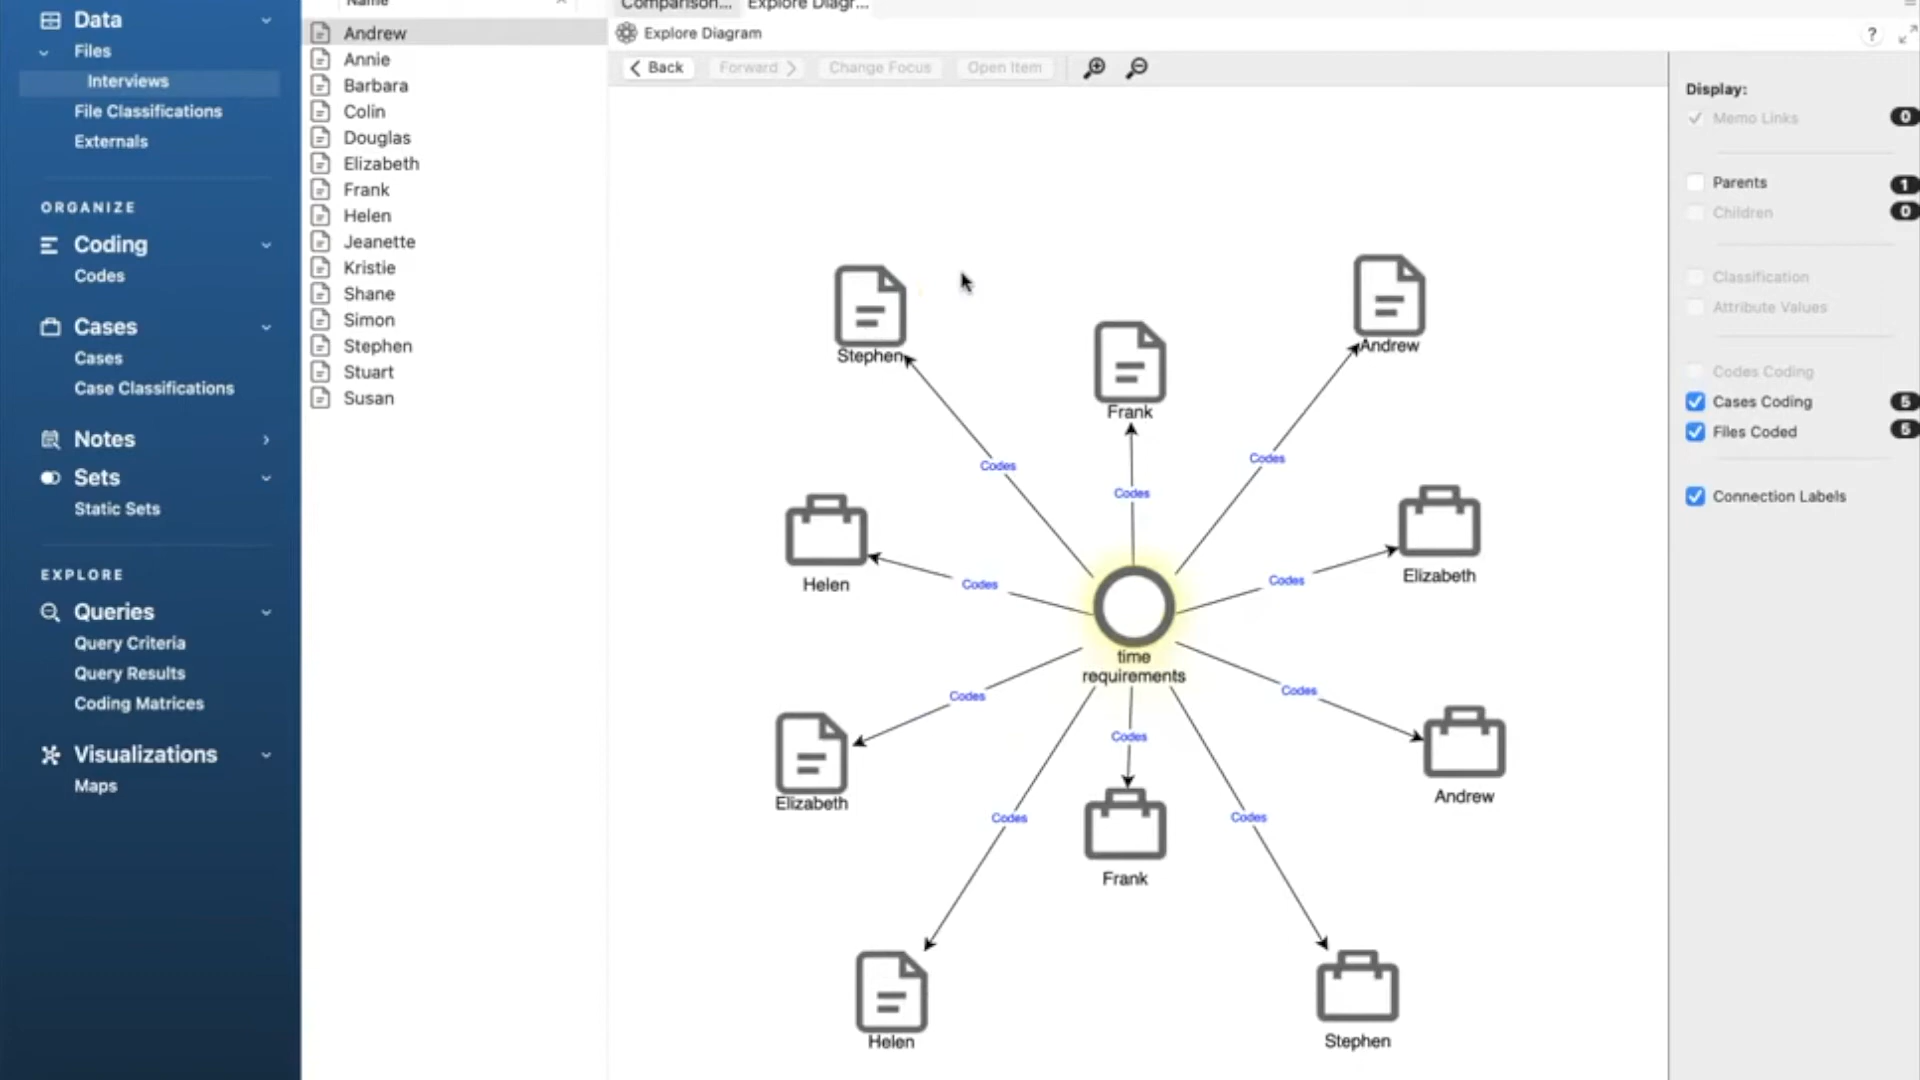 Data
Files
Interviews
File Classifications
Externals
ORGANIZE
Coding
Codes
Cases
Cases
Case Classifications
Notes
Sets
Static Sets
EXPLORE
Queries
Query Criteria
Query Results
Coding Matrices
Visualizations
Maps
Name
Andrew
Annie
Barbara
Colin
Douglas
Elizabeth
Frank
Helen
Jeanette
Kristie
Shane
Simon
Stephen
Stuart
Susan
Comparison... Explore Diagr...
Explore Diagram
?
Back Forward Change Focus Open Item
Stephen
Frank
Andrew
Codes
Codes
Codes
Helen
Codes
Codes
Elizabeth
time
requirements
Codes
Codes
Codes
Elizabeth
Andrew
Codes
Codes
Frank
Helen
Stephen
Display:
Memo Links 0
Parents 1
Children 0
Classification
Attribute Values
Codes Coding
Cases Coding 5
Files Coded 5
Connection Labels